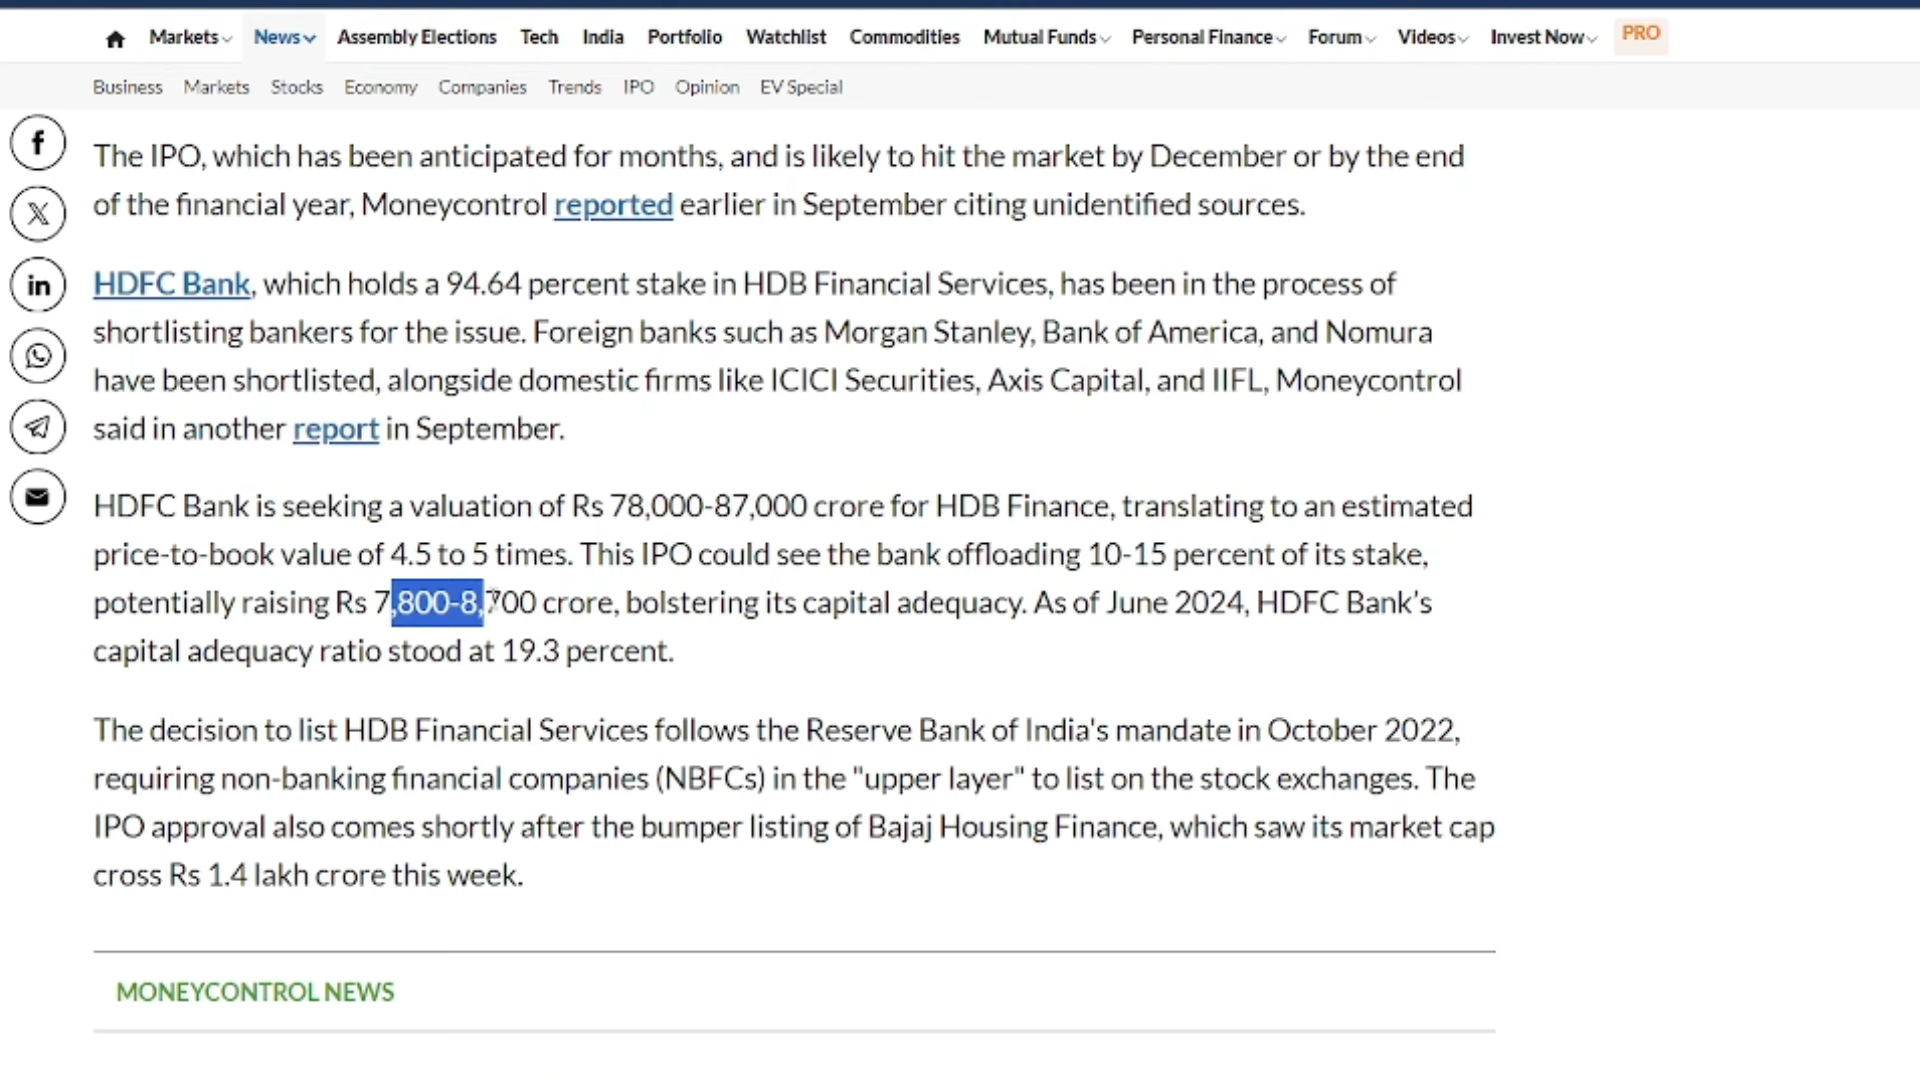 Markets News Assembly Elections Tech India Portfolio Watchlist Commodities Mutual Funds Personal Finance Forum Videos Invest Now PRO
Business Markets Stocks Economy Companies Trends IPO Opinion EV Special
The IPO, which has been anticipated for months, and is likely to hit the market by December or by the end
of the financial year, Moneycontrol reported earlier in September citing unidentified sources.
HDFC Bank, which holds a 94.64 percent stake in HDB Financial Services, has been in the process of
shortlisting bankers for the issue. Foreign banks such as Morgan Stanley, Bank of America, and Nomura
have been shortlisted, alongside domestic firms like ICICI Securities, Axis Capital, and IIFL, Moneycontrol
said in another report in September.
HDFC Bank is seeking a valuation of Rs 78,000-87,000 crore for HDB Finance, translating to an estimated
price-to-book value of 4.5 to 5 times. This IPO could see the bank offloading 10-15 percent of its stake,
potentially raising Rs 7,800-8,700 crore, bolstering its capital adequacy. As of June 2024, HDFC Bank's
capital adequacy ratio stood at 19.3 percent.
The decision to list HDB Financial Services follows the Reserve Bank of India's mandate in October 2022,
requiring non-banking financial companies (NBFCs) in the "upper layer" to list on the stock exchanges. The
IPO approval also comes shortly after the bumper listing of Bajaj Housing Finance, which saw its market cap
cross Rs 1.4 lakh crore this week.
MONEYCONTROL NEWS